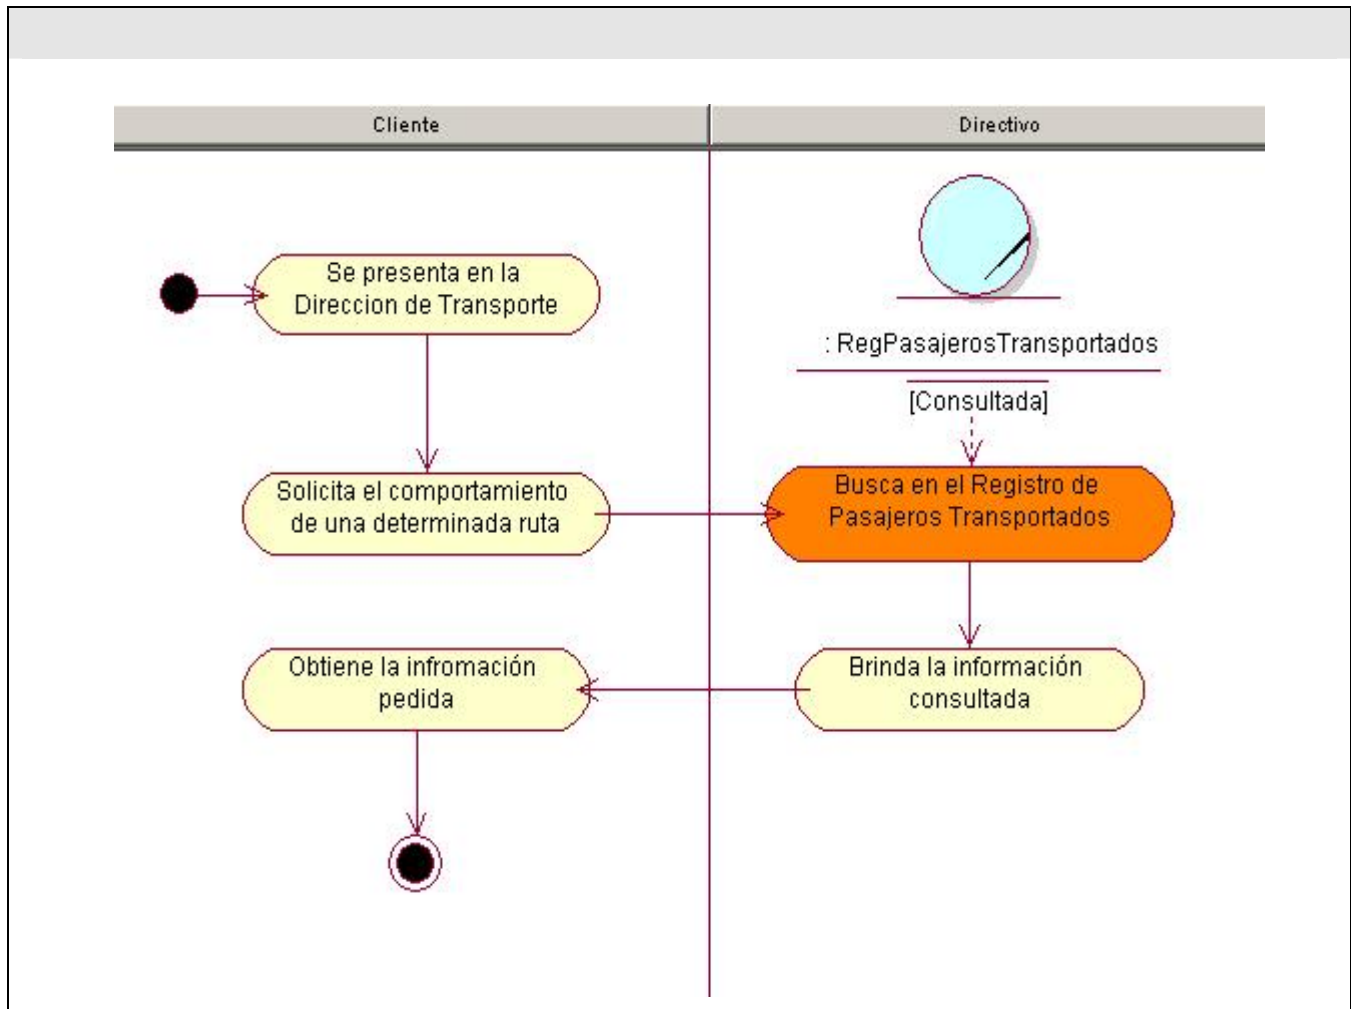 Cliente
Directivo
Se presenta en la
Direccion de Transporte
: RegPasajerosTransportados
[Consultada]
Solicita el comportamiento
de una determinada ruta
Busca en el Registro de
Pasajeros Transportados
Obtiene la infromación
pedida
Brinda la información
consultada